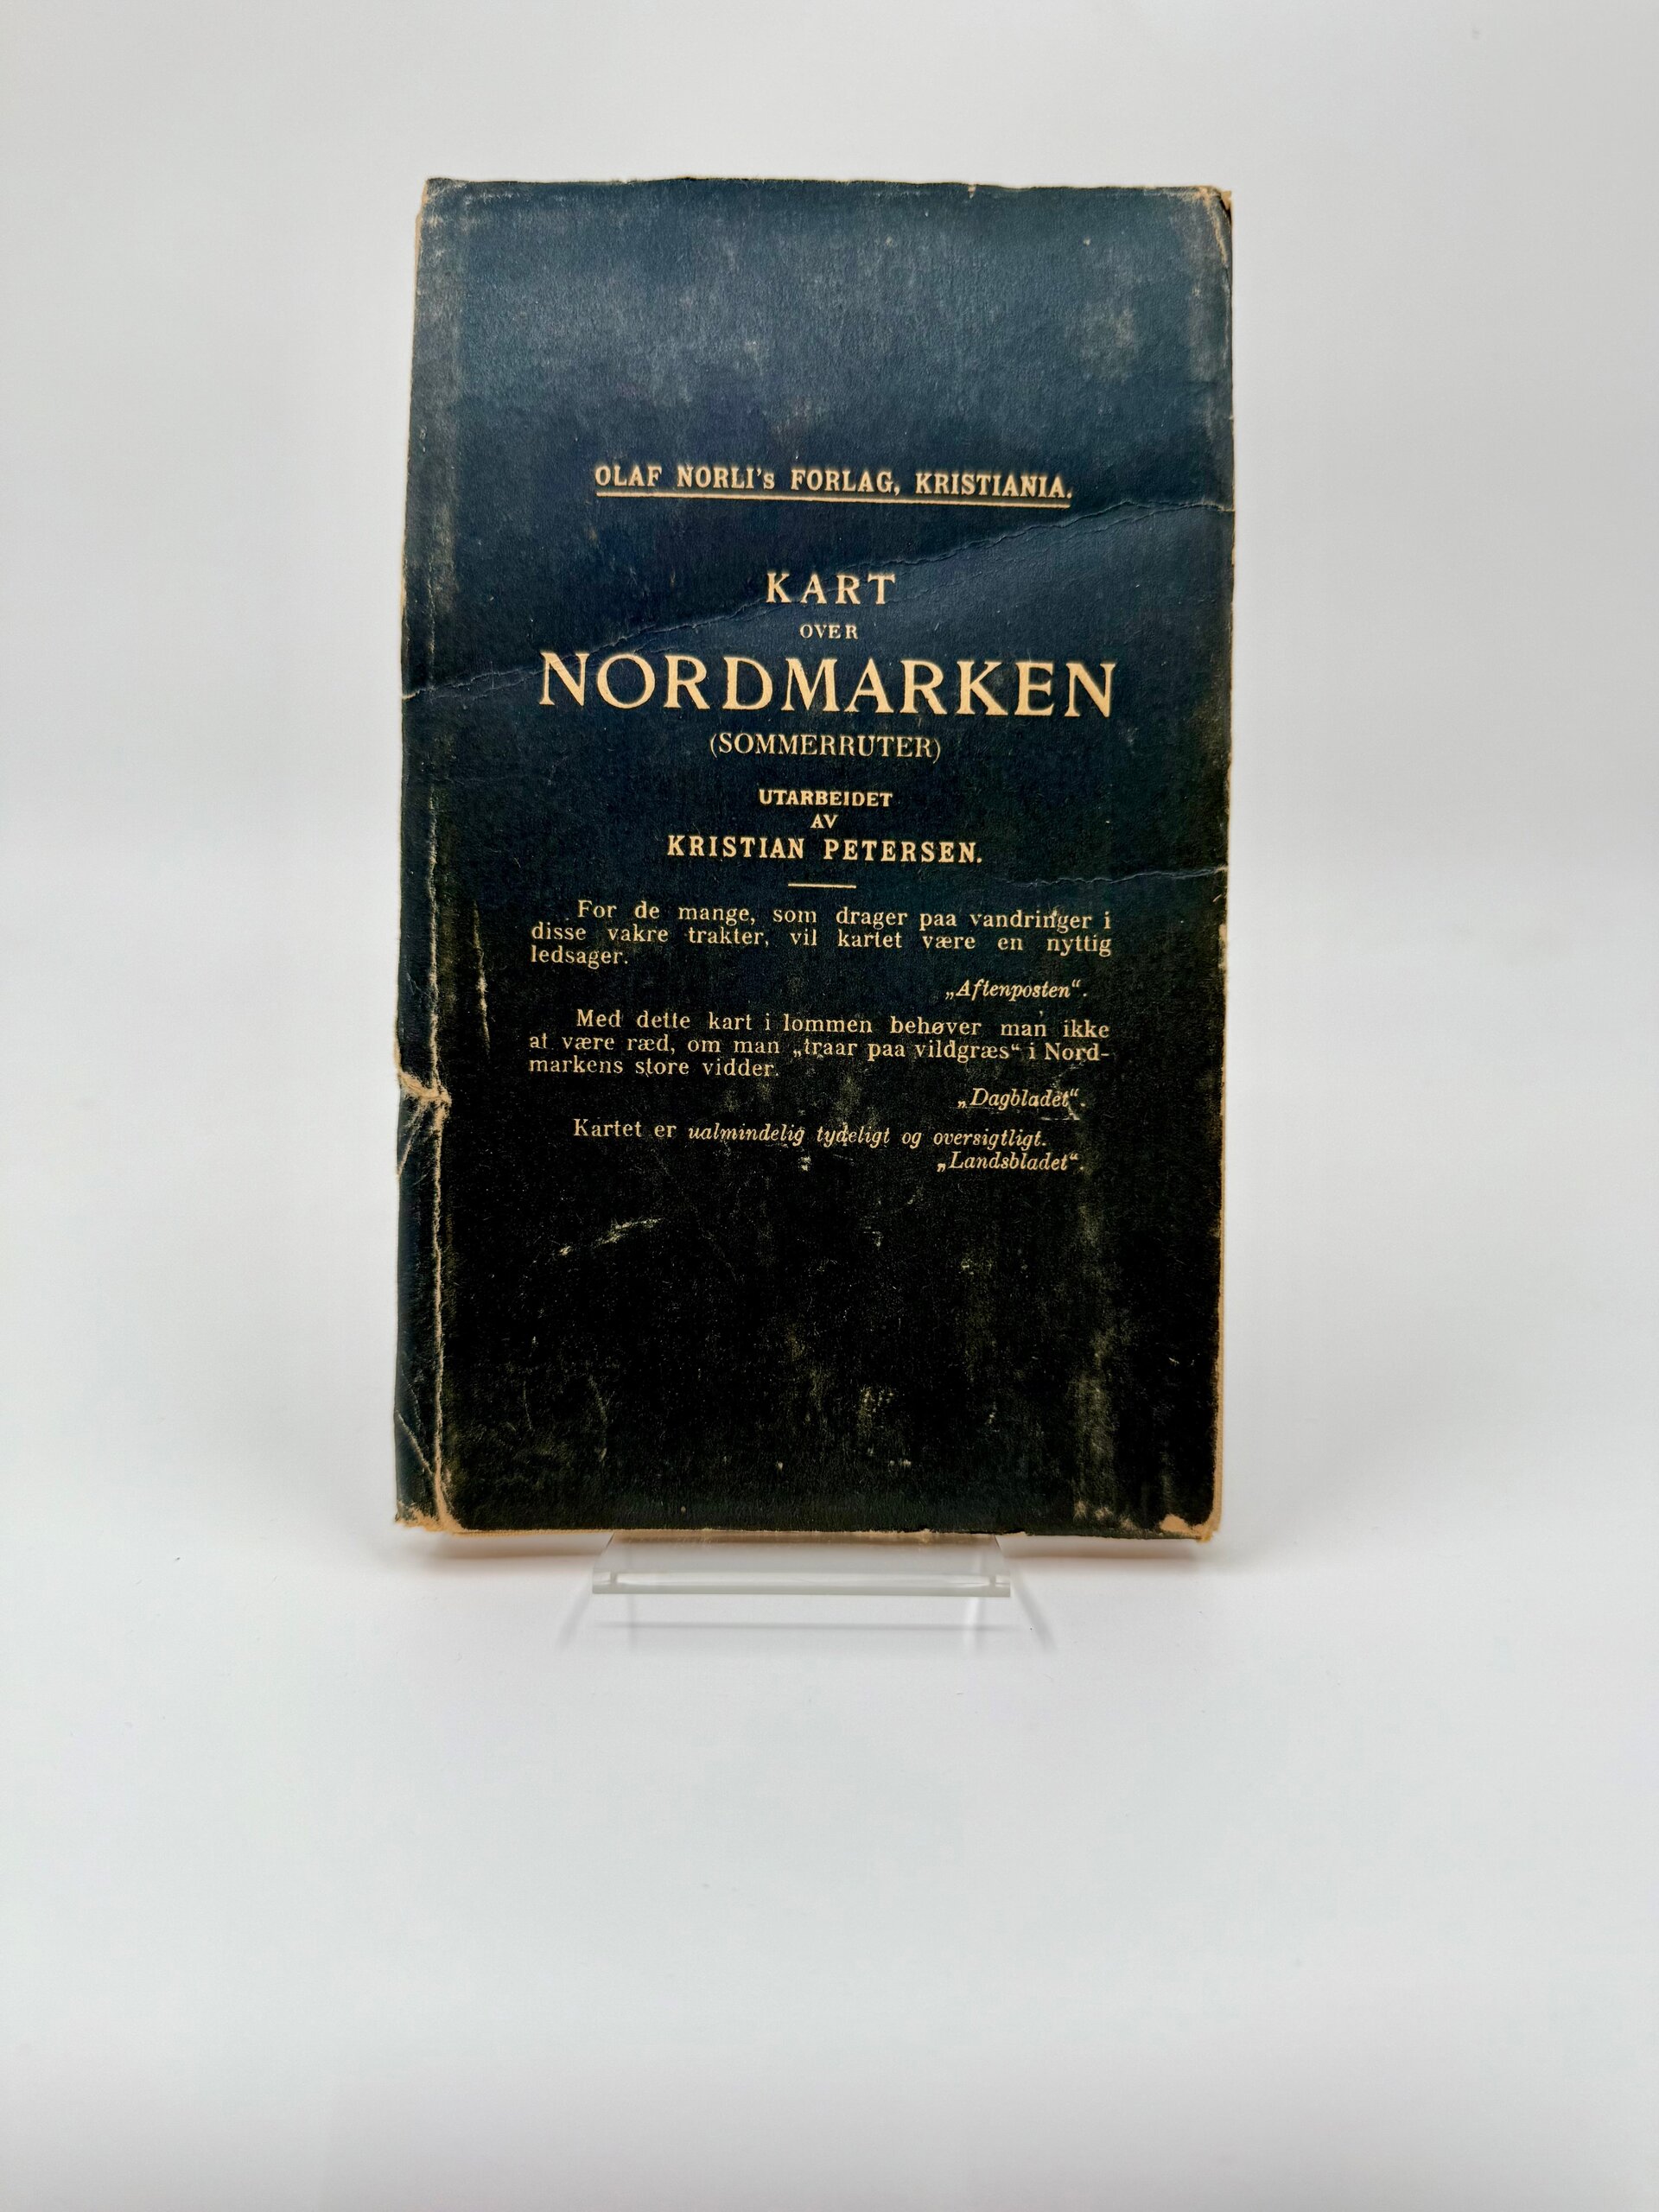 OLAF NORLI's FORLAG, KRISTIANIA.
KART
OVER
NORDMARKEN
(SOMMERRUTER)
UTARBEIDET
AV
KRISTIAN PETERSEN.
For de mange, som drager paa vandringer i
disse vakre trakter, vil kartet være en nyttig
ledsager.
„Aftenposten“.
Med dette kart i lommen behøver man ikke
at være ræd, om man „traar paa vildgræs“ i Nord-
markens store vidder.
„Dagbladet“.
Kartet er ualmindelig tydeligt og oversigtligt.
„Landsbladet“.